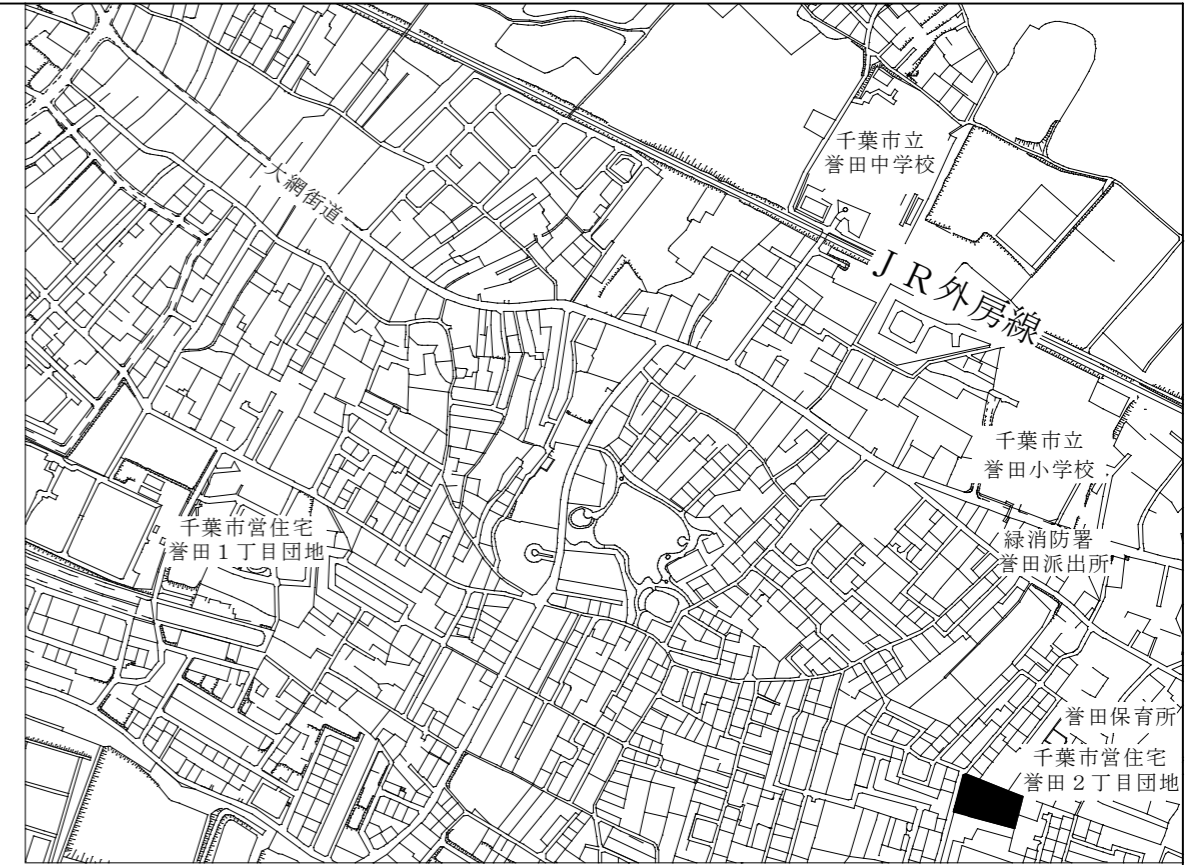 千葉市立
誉田中学校
大網街道
ＪＲ外房線
千葉市立
誉田小学校
千葉市営住宅
誉田１丁目団地
緑消防署
誉田派出所
誉田保育所
千葉市営住宅
誉田２丁目団地